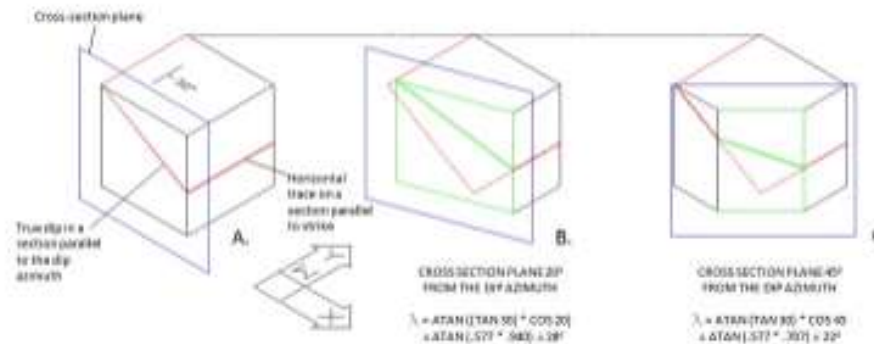 Cross-section plane
30°
True dip in a
section parallel
to the dip
azimuth
Horizontal
trace on a
section parallel
to strike
A.
B.
CROSS SECTION PLANE 20°
FROM THE DIP AZIMUTH
λ = ATAN ((TAN 30) * COS 20)
= ATAN (.577 * .940) = 28°
CROSS SECTION PLANE 45°
FROM THE DIP AZIMUTH
λ = ATAN (TAN 30) * COS 45
= ATAN (.577 * .707) = 22°